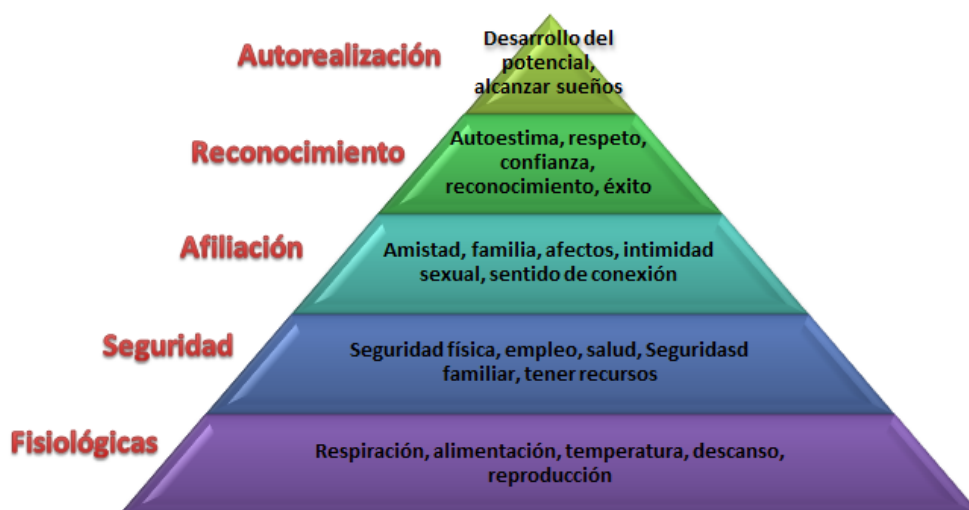 Autorealización
Desarrollo del
potencial,
alcanzar sueños
Reconocimiento
Autoestima, respeto,
confianza,
reconocimiento, éxito
Afiliación
Amistad, familia, afectos, intimidad
sexual, sentido de conexión
Seguridad
Seguridad física, empleo, salud, Seguridasd
familiar, tener recursos
Fisiológicas
Respiración, alimentación, temperatura, descanso,
reproducción